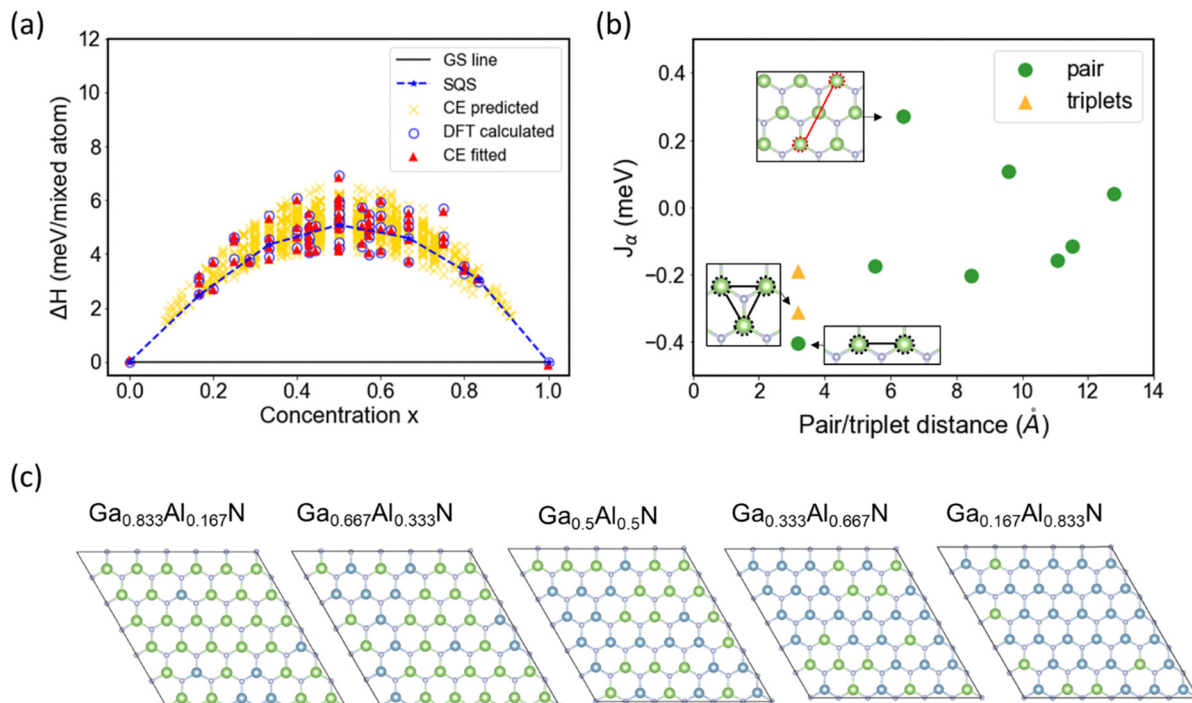 (a)
12
10
8
6
4
2
0
ΔH (meV/mixed atom)
GS line
SQS
CE predicted
DFT calculated
CE fitted
0.0 0.2 0.4 0.6 0.8 1.0
Concentration x
(b)
0.4
0.2
0.0
−0.2
−0.4
J_α (meV)
pair
triplets
0 2 4 6 8 10 12 14
Pair/triplet distance (Å)
(c)
Ga₀.₈₃₃Al₀.₁₆₇N Ga₀.₆₆₇Al₀.₃₃₃N Ga₀.₅Al₀.₅N Ga₀.₃₃₃Al₀.₆₆₇N Ga₀.₁₆₇Al₀.₈₃₃N